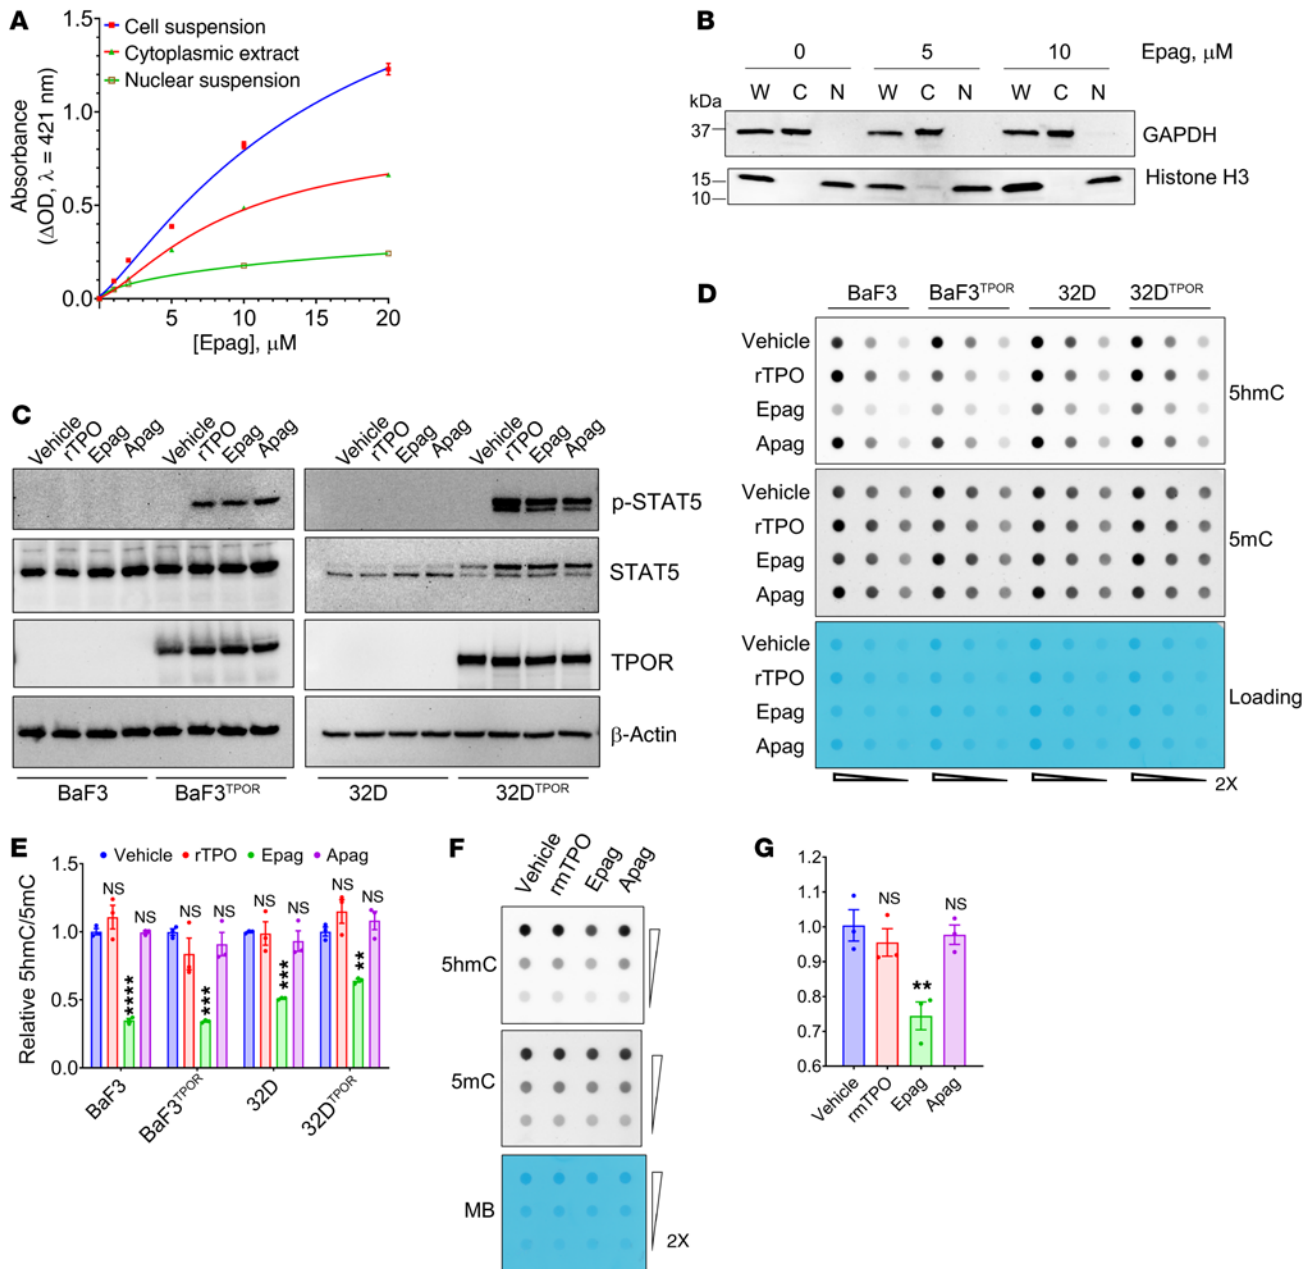 A
1.5
1.0
0.5
0.0
5
10
15
20
Absorbance
(ΔOD, λ = 421 nm)
[Epag], μM
Cell suspension
Cytoplasmic extract
Nuclear suspension
B
0 5 10 Epag, μM
W C N W C N W C N
kDa
37
GAPDH
15
10
Histone H3
C
Vehicle rTPO Epag Apag Vehicle rTPO Epag Apag Vehicle rTPO Epag Apag Vehicle rTPO Epag Apag
p-STAT5
STAT5
TPOR
β-Actin
BaF3 BaF3TPOR 32D 32DTPOR
D
BaF3 BaF3TPOR 32D 32DTPOR
Vehicle
rTPO
Epag
Apag
5hmC
Vehicle
rTPO
Epag
Apag
5mC
Vehicle
rTPO
Epag
Apag
Loading
2X
E
Vehicle rTPO Epag Apag
Relative 5hmC/5mC
1.5
1.0
0.5
0.0
NS **** NS NS *** NS NS *** NS NS ** NS
BaF3 BaF3TPOR 32D 32DTPOR
F
Vehicle rmTPO Epag Apag
5hmC
5mC
MB
2X
G
1.2
1.1
1.0
0.9
0.8
0.7
0.6
NS ** NS
Vehicle rmTPO Epag Apag